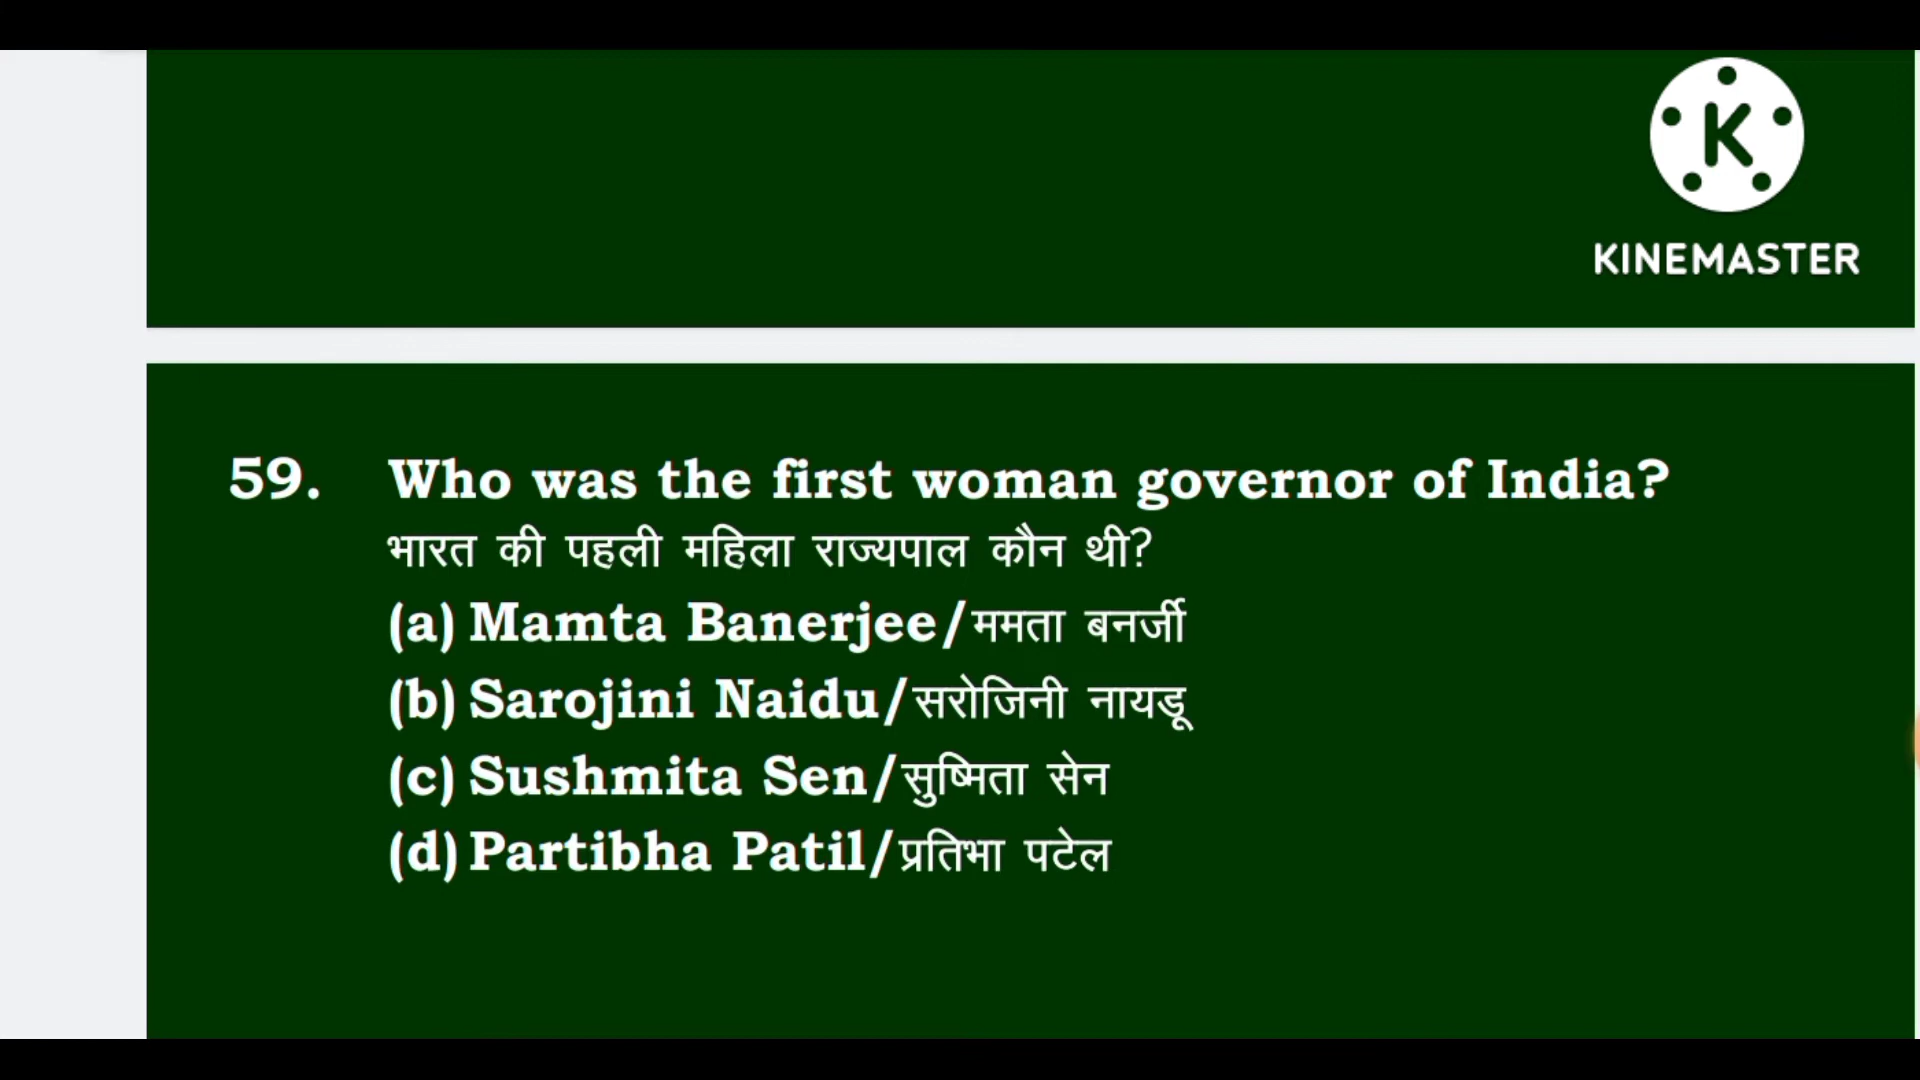 K
KINEMASTER
59. Who was the first woman governor of India?
भारत की पहली महिला राज्यपाल कौन थी?
(a) Mamta Banerjee/ममता बनर्जी
(b) Sarojini Naidu/सरोजिनी नायडू
(c) Sushmita Sen/सुष्मिता सेन
(d) Partibha Patil/प्रतिभा पटेल